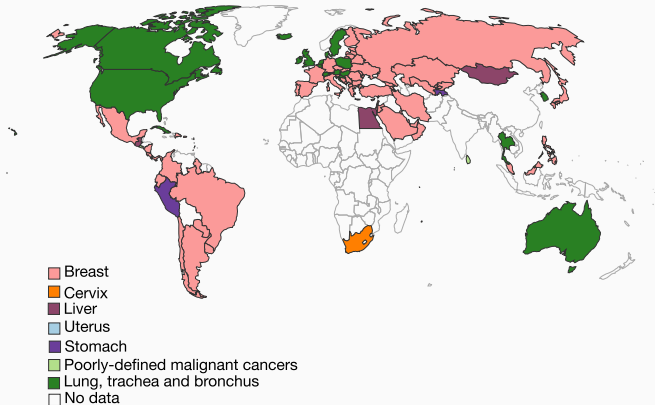 Breast
Cervix
Liver
Uterus
Stomach
Poorly-defined malignant cancers
Lung, trachea and bronchus
No data